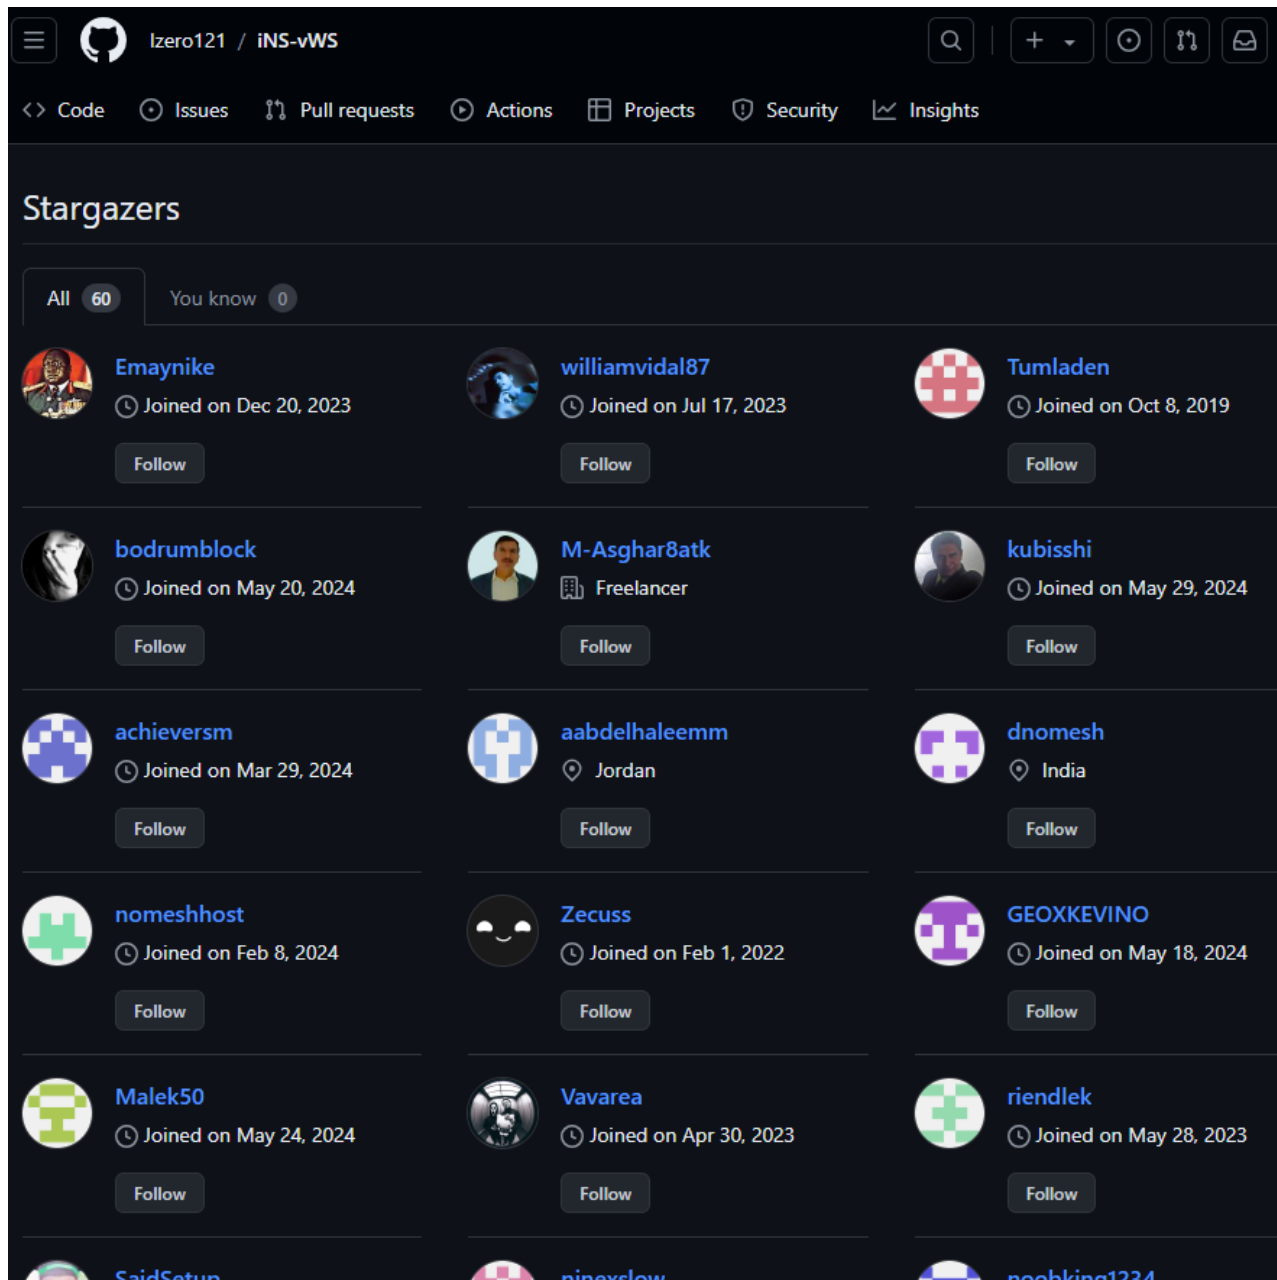 Izero121 / iNS-vWS
Code Issues Pull requests Actions Projects Security Insights
Stargazers
All 60 You know 0
Emaynike williamvidal87 Tumladen
Joined on Dec 20, 2023 Joined on Jul 17, 2023 Joined on Oct 8, 2019
Follow Follow Follow
bodrumblock M-Asghar8atk kubisshi
Joined on May 20, 2024 Freelancer Joined on May 29, 2024
Follow Follow Follow
achieversm aabdelhaleemm dnomesh
Joined on Mar 29, 2024 Jordan India
Follow Follow Follow
nomeshhost Zecuss GEOXKEVINO
Joined on Feb 8, 2024 Joined on Feb 1, 2022 Joined on May 18, 2024
Follow Follow Follow
Malek50 Vavarea riendlek
Joined on May 24, 2024 Joined on Apr 30, 2023 Joined on May 28, 2023
Follow Follow Follow
SaidSetup ninexslow noobking1234